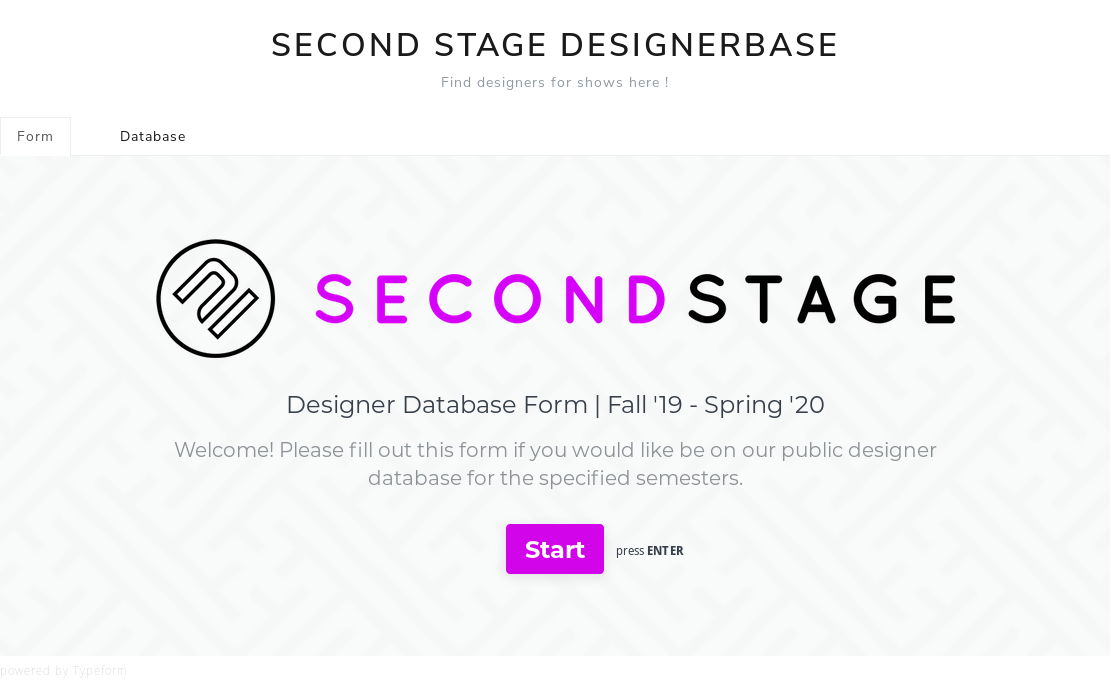 SECOND STAGE DESIGNERBASE
Find designers for shows here !
Form Database
SECONDSTAGE
Designer Database Form | Fall '19 - Spring '20
Welcome! Please fill out this form if you would like be on our public designer
database for the specified semesters.
Start press ENTER
powered by Typeform